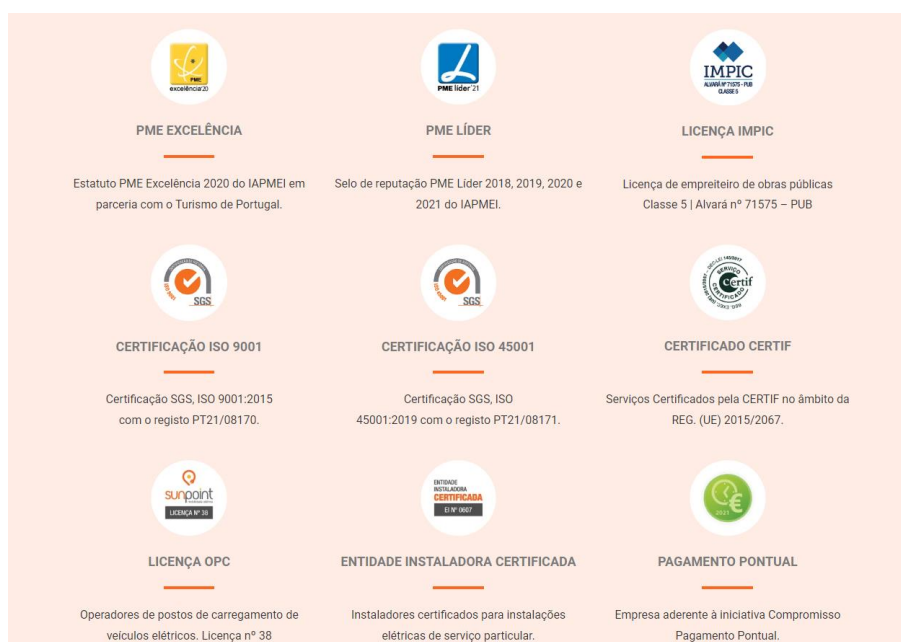 PME
excelência'20
PME líder'21
IMPIC
ALVARÁ Nº 71575 - PUB
CLASSE 5
PME EXCELÊNCIA
PME LÍDER
LICENÇA IMPIC
Estatuto PME Excelência 2020 do IAPMEI em
parceria com o Turismo de Portugal.
Selo de reputação PME Líder 2018, 2019, 2020 e
2021 do IAPMEI.
Licença de empreiteiro de obras públicas
Classe 5 | Alvará nº 71575 – PUB
ISO 9001
SGS
ISO 45001
SGS
SERVIÇO
Certif
CERTIFICADO
CERTIFICAÇÃO ISO 9001
CERTIFICAÇÃO ISO 45001
CERTIFICADO CERTIF
Certificação SGS, ISO 9001:2015
com o registo PT21/08170.
Certificação SGS, ISO
45001:2019 com o registo PT21/08171.
Serviços Certificados pela CERTIF no âmbito da
REG. (UE) 2015/2067.
sunpoint
LICENÇA Nº 38
ENTIDADE
INSTALADORA
CERTIFICADA
EI Nº 0607
2021
LICENÇA OPC
ENTIDADE INSTALADORA CERTIFICADA
PAGAMENTO PONTUAL
Operadores de postos de carregamento de
veículos elétricos. Licença nº 38
Instaladores certificados para instalações
elétricas de serviço particular.
Empresa aderente à iniciativa Compromisso
Pagamento Pontual.